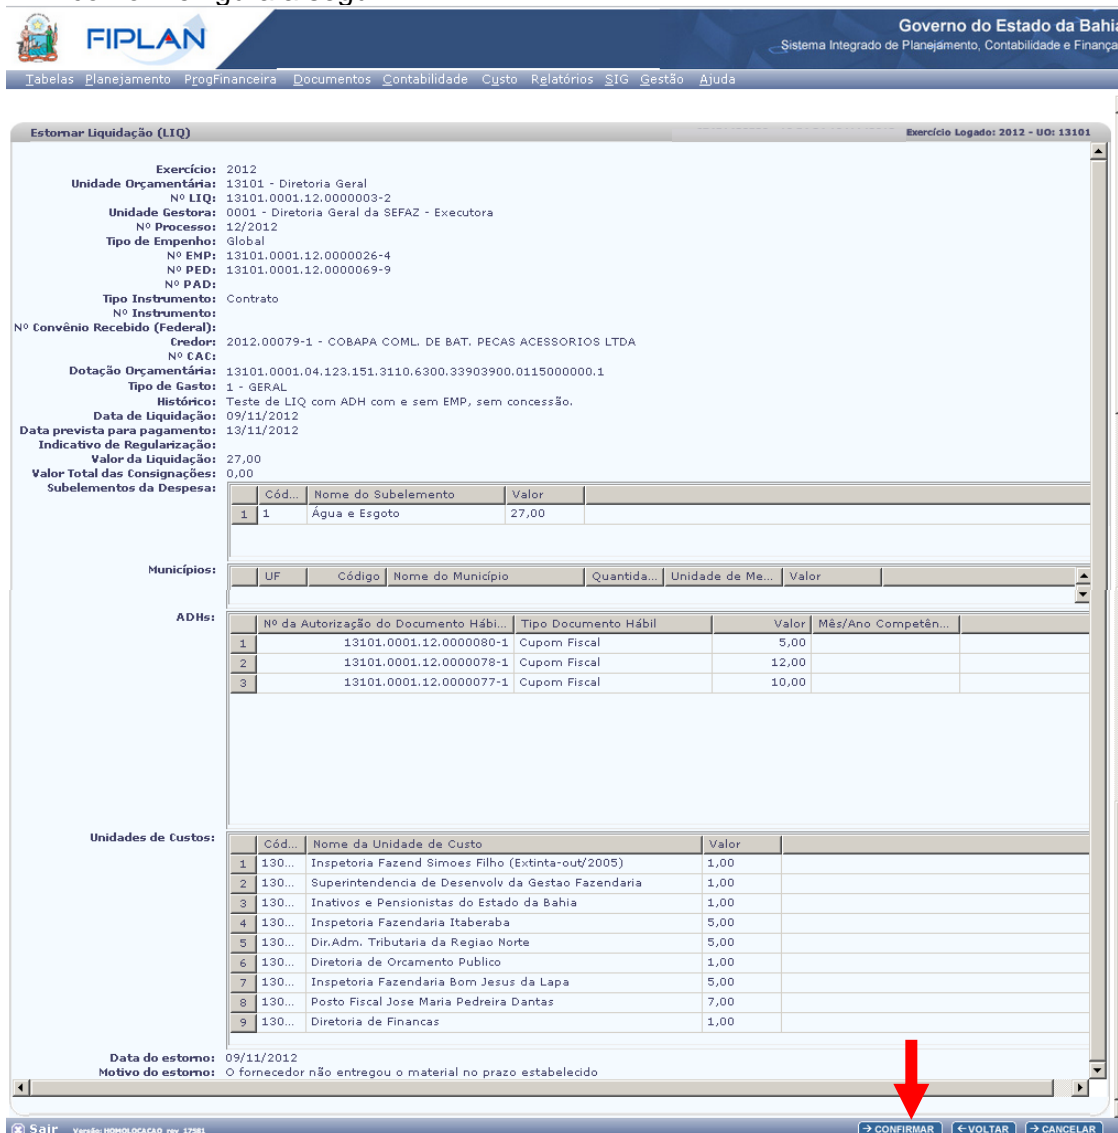 FIPLAN
Governo do Estado da Bahia
Sistema Integrado de Planejamento, Contabilidade e Finança
Tabelas Planejamento ProgFinanceira Documentos Contabilidade Custo Relatórios SIG Gestão Ajuda
Estornar Liquidação (LIQ) Exercício Logado: 2012 - UO: 13101
Exercício: 2012
Unidade Orçamentária: 13101 - Diretoria Geral
Nº LIQ: 13101.0001.12.0000003-2
Unidade Gestora: 0001 - Diretoria Geral da SEFAZ - Executora
Nº Processo: 12/2012
Tipo de Empenho: Global
Nº EMP: 13101.0001.12.0000026-4
Nº PED: 13101.0001.12.0000069-9
Nº PAD:
Tipo Instrumento: Contrato
Nº Instrumento:
Nº Convênio Recebido (Federal):
Credor: 2012.00079-1 - COBAPA COML. DE BAT. PECAS ACESSORIOS LTDA
Nº CAC:
Dotação Orçamentária: 13101.0001.04.123.151.3110.6300.33903900.0115000000.1
Tipo de Gasto: 1 - GERAL
Histórico: Teste de LIQ com ADH com e sem EMP, sem concessão.
Data de Liquidação: 09/11/2012
Data prevista para pagamento: 13/11/2012
Indicativo de Regularização:
Valor da Liquidação: 27,00
Valor Total das Consignações: 0,00
Subelementos da Despesa:
Cód... Nome do Subelemento Valor
1 1 Água e Esgoto 27,00
Municípios:
UF Código Nome do Município Quantida... Unidade de Me... Valor
ADHs:
Nº da Autorização do Documento Hábi... Tipo Documento Hábil Valor Mês/Ano Competên...
1 13101.0001.12.0000080-1 Cupom Fiscal 5,00
2 13101.0001.12.0000078-1 Cupom Fiscal 12,00
3 13101.0001.12.0000077-1 Cupom Fiscal 10,00
Unidades de Custos:
Cód... Nome da Unidade de Custo Valor
1 130... Inspetoria Fazend Simoes Filho (Extinta-out/2005) 1,00
2 130... Superintendencia de Desenvolv da Gestao Fazendaria 1,00
3 130... Inativos e Pensionistas do Estado da Bahia 1,00
4 130... Inspetoria Fazendaria Itaberaba 5,00
5 130... Dir.Adm. Tributaria da Regiao Norte 5,00
6 130... Diretoria de Orcamento Publico 1,00
7 130... Inspetoria Fazendaria Bom Jesus da Lapa 5,00
8 130... Posto Fiscal Jose Maria Pedreira Dantas 7,00
9 130... Diretoria de Financas 1,00
Data do estorno: 09/11/2012
Motivo do estorno: O fornecedor não entregou o material no prazo estabelecido
Sair Versão: HOMOLOCACAO rev 17981 CONFIRMAR VOLTAR CANCELAR